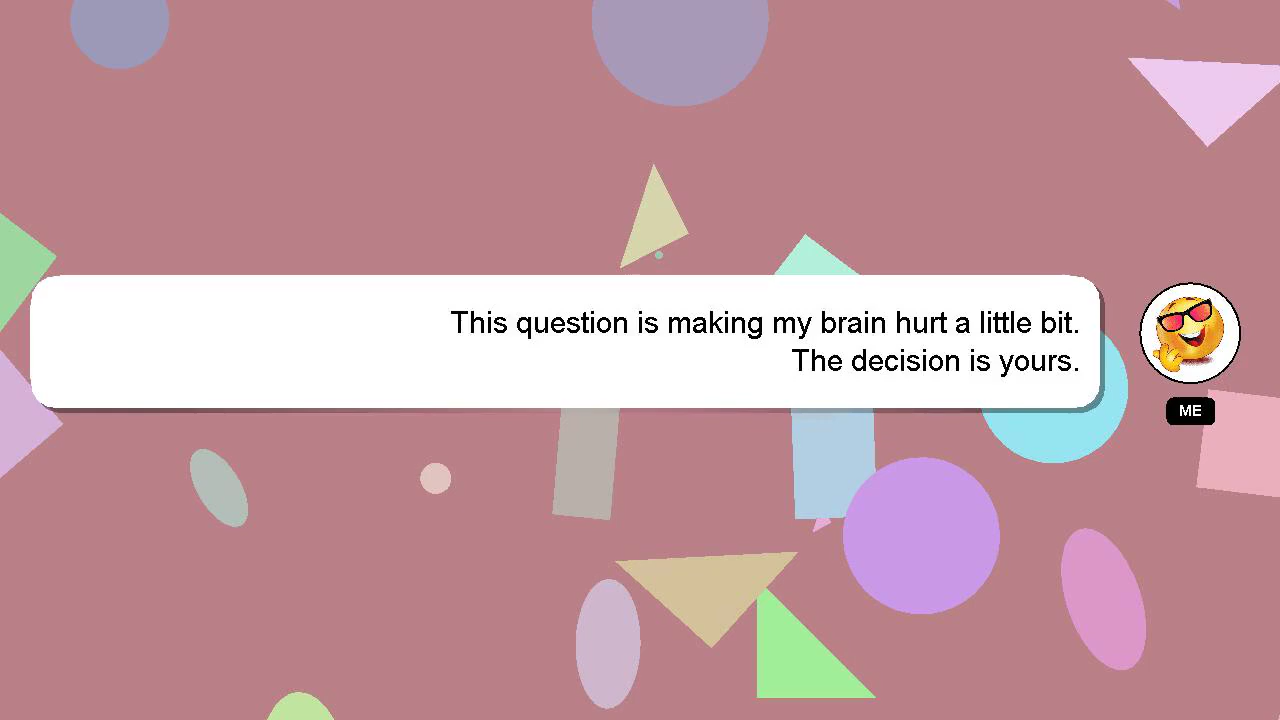 This question is making my brain hurt a little bit.
The decision is yours.
ME